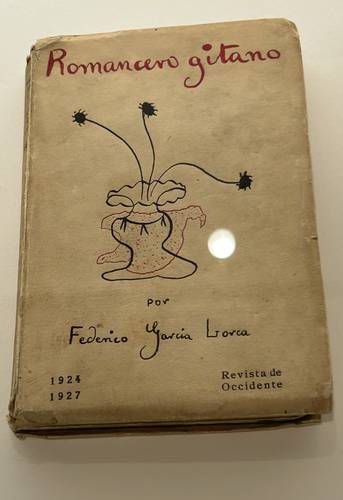 Romancero gitano
por
Federico García Lorca
1924
1927
Revista de
Occidente